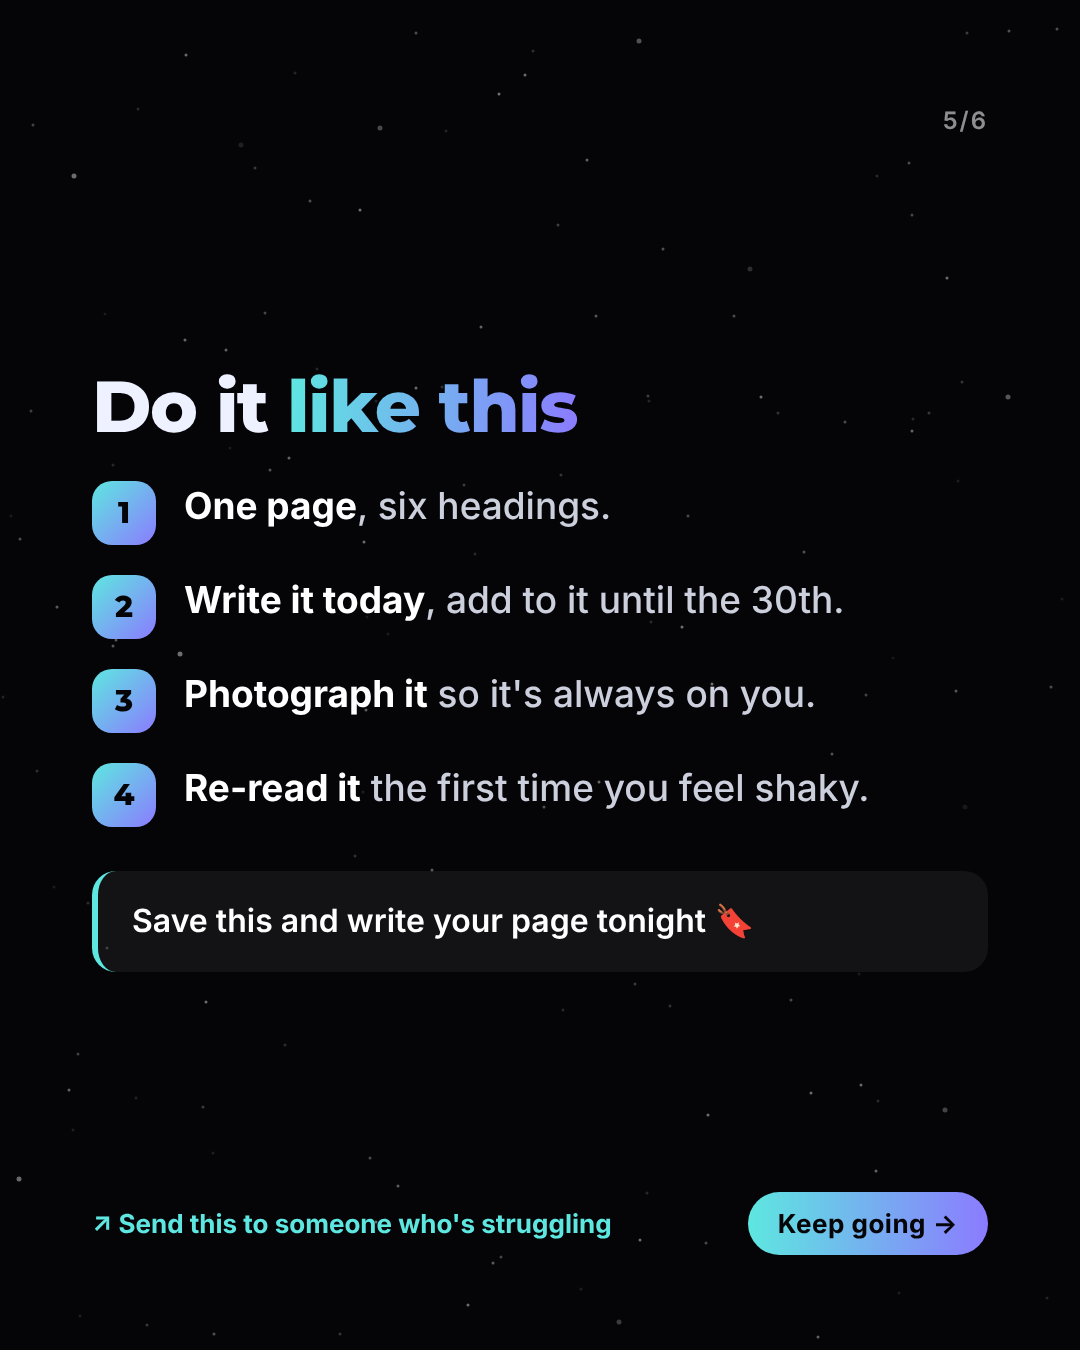 5/6
Do it like this
1 One page, six headings.
2 Write it today, add to it until the 30th.
3 Photograph it so it's always on you.
4 Re-read it the first time you feel shaky.
Save this and write your page tonight 🔖
↗ Send this to someone who's struggling
Keep going →